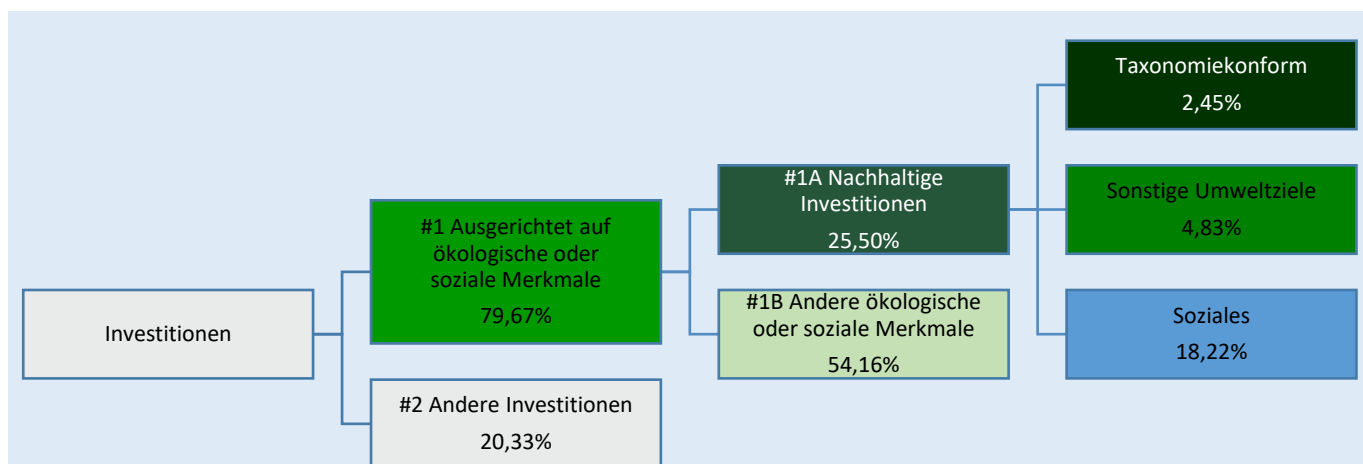 Investitionen
#1 Ausgerichtet auf
ökologische oder
soziale Merkmale
79,67%
#2 Andere Investitionen
20,33%
#1A Nachhaltige
Investitionen
25,50%
#1B Andere ökologische
oder soziale Merkmale
54,16%
Taxonomiekonform
2,45%
Sonstige Umweltziele
4,83%
Soziales
18,22%